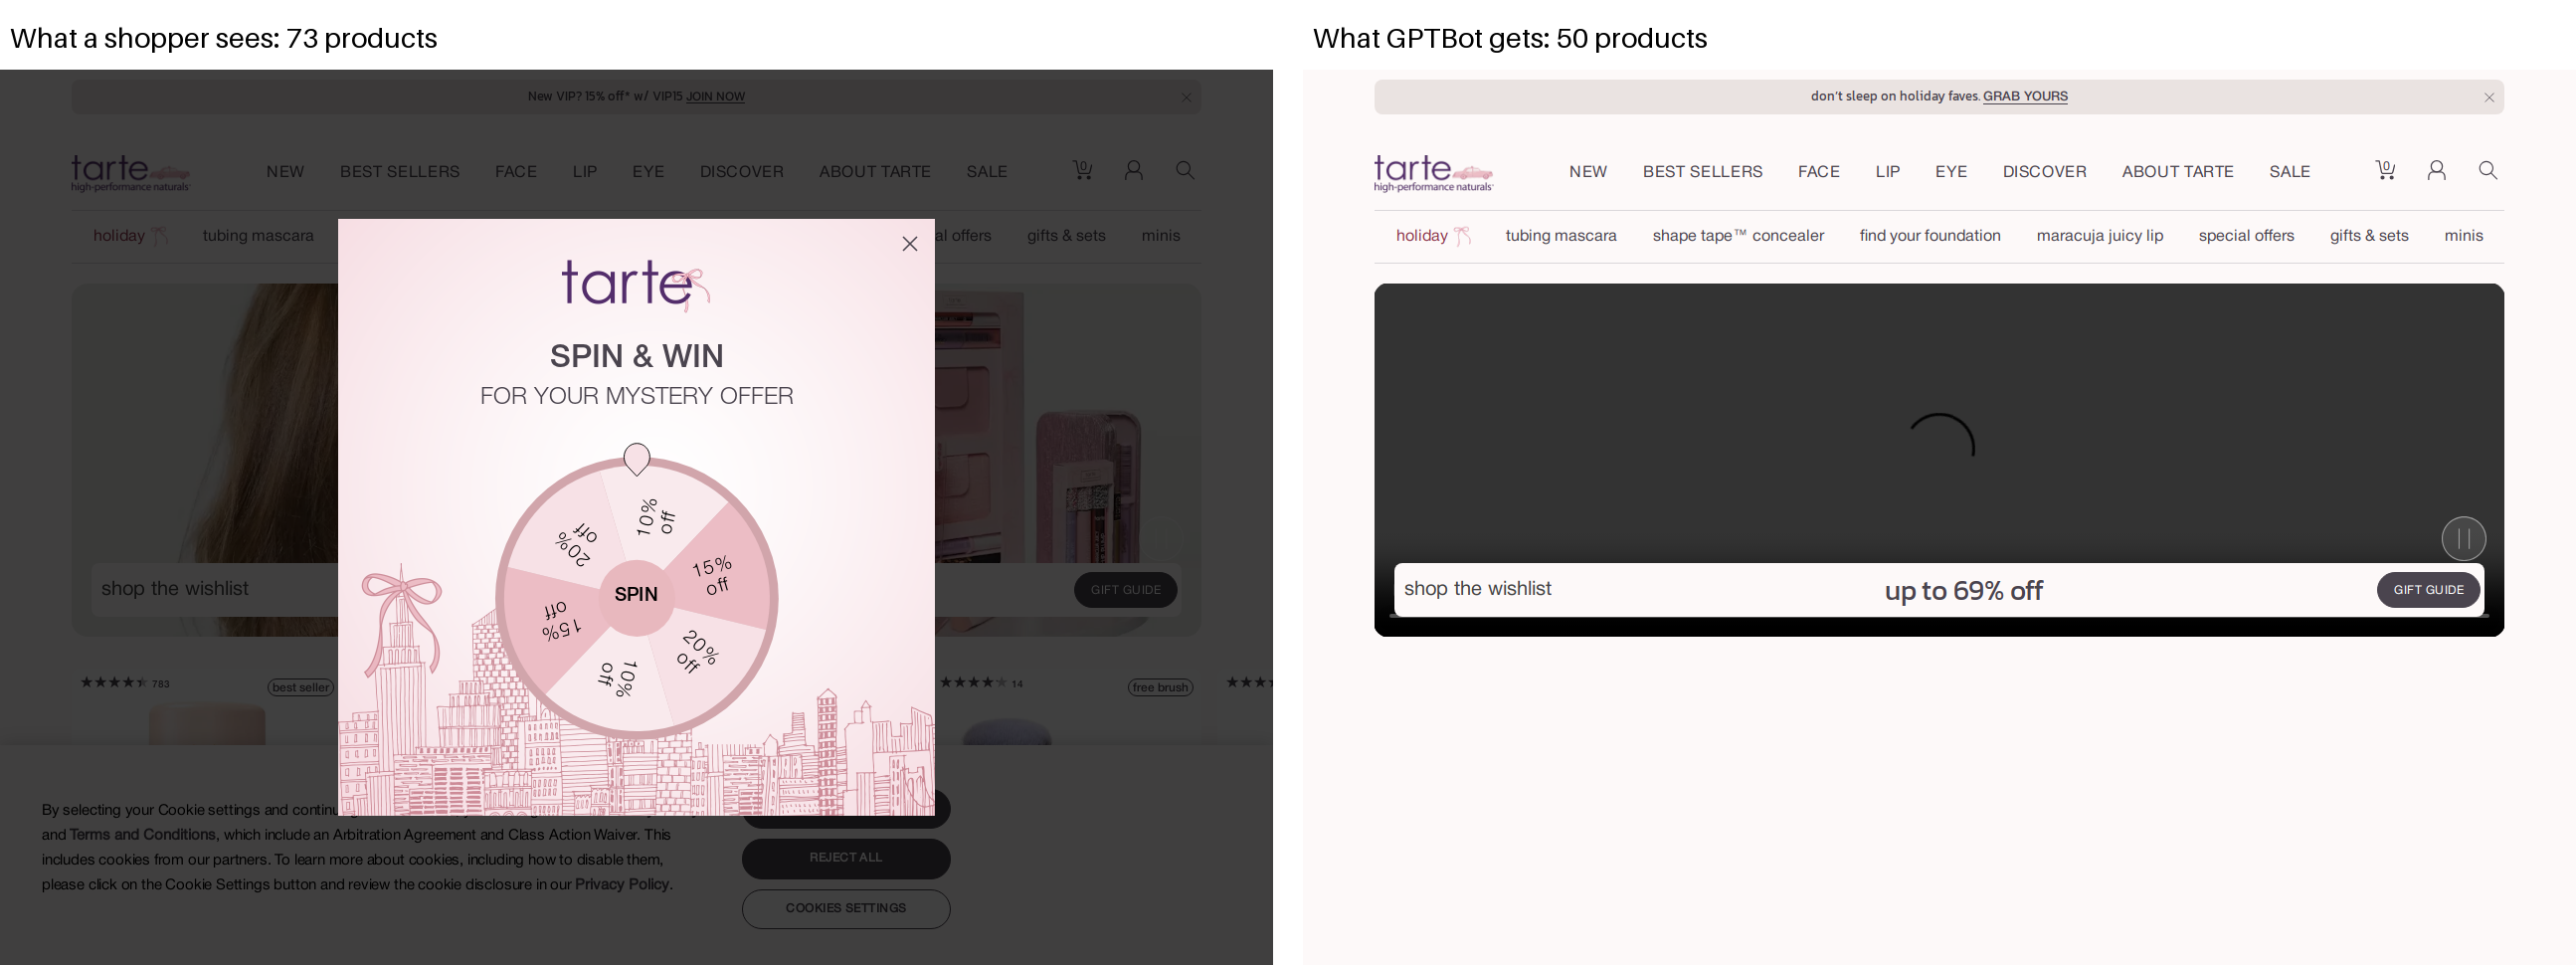 What a shopper sees: 73 products
New VIP? 15% off* w/ VIP15 JOIN NOW
tarte
high-performance naturals
NEW BEST SELLERS FACE LIP EYE DISCOVER ABOUT TARTE SALE 0
holiday tubing mascara al offers gifts & sets minis
tarte
SPIN & WIN
FOR YOUR MYSTERY OFFER
10% off
15% off
20% off
10% off
15% off
20% off
SPIN
shop the wishlist
GIFT GUIDE
783 best seller
14 free brush
By selecting your Cookie settings and continu
and Terms and Conditions, which include an Arbitration Agreement and Class Action Waiver. This
includes cookies from our partners. To learn more about cookies, including how to disable them,
please click on the Cookie Settings button and review the cookie disclosure in our Privacy Policy.
REJECT ALL
COOKIES SETTINGS
What GPTBot gets: 50 products
don't sleep on holiday faves. GRAB YOURS
tarte
high-performance naturals
NEW BEST SELLERS FACE LIP EYE DISCOVER ABOUT TARTE SALE 0
holiday tubing mascara shape tape™ concealer find your foundation maracuja juicy lip special offers gifts & sets minis
shop the wishlist up to 69% off GIFT GUIDE